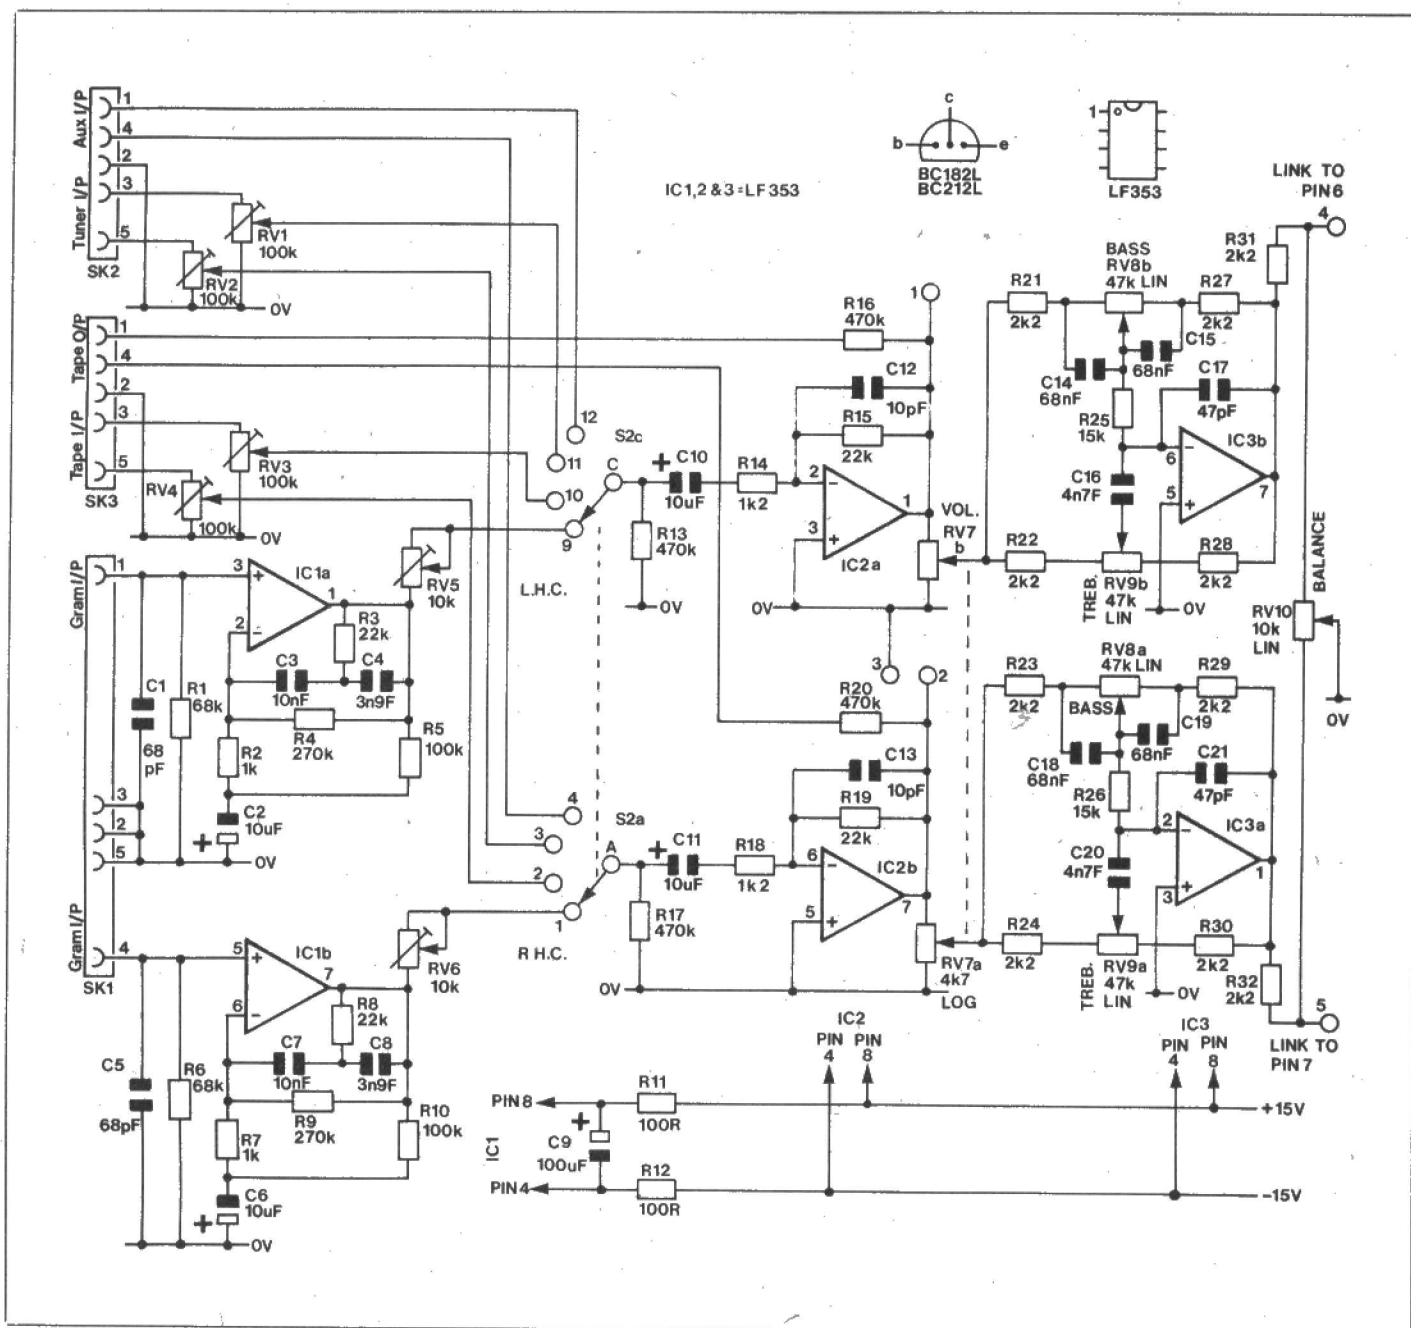 Aux I/P
1
4
2
Tuner I/P
3
5
SK2
RV1
100k
RV2
100k
0V
Tape O/P
1
4
2
Tape I/P
3
5
SK3
RV3
100k
RV4
100k
0V
IC1,2 & 3=LF353
c
b
e
BC182L
BC212L
1
LF353
LINK TO
PIN6
4
R31
2k2
BASS
RV8b
47k LIN
R21
2k2
R27
2k2
C15
68nF
C14
68nF
C17
47pF
R25
15k
IC3b
6
5
7
C16
4n7F
R22
2k2
TREB.
RV9b
47k
LIN
R28
2k2
0V
BALANCE
RV10
10k
LIN
0V
1
R16
470k
C12
10pF
R15
22k
12
11
10
9
S2c
C
+
C10
10uF
R14
1k2
2
–
3
+
1
IC2a
VOL.
RV7
b
R13
470k
0V
0V
L.H.C.
Gram I/P
1
3
+
IC1a
1
2
–
R3
22k
C3
10nF
C4
3n9F
RV5
10k
C1
68
pF
R1
68k
R4
270k
R5
100k
R2
1k
C2
10uF
+
3
2
5
0V
3
2
R20
470k
C13
10pF
R19
22k
4
3
2
1
S2a
A
+
C11
10uF
R18
1k2
6
–
5
+
7
IC2b
R17
470k
0V
R H.C.
RV7a
4k7
LOG
RV8a
47k LIN
BASS
R23
2k2
R29
2k2
C19
68nF
C18
68nF
C21
47pF
R26
15k
IC3a
2
–
3
+
1
C20
4n7F
R24
2k2
TREB.
RV9a
47k
LIN
R30
2k2
R32
2k2
0V
5
LINK TO
PIN7
Gram I/P
4
SK1
5
+
IC1b
7
6
–
R8
22k
C7
10nF
C8
3n9F
RV6
10k
C5
68pF
R6
68k
R9
270k
R10
100k
R7
1k
C6
10uF
+
0V
IC2
PIN
4
PIN
8
IC3
PIN
4
PIN
8
IC1
PIN8
PIN4
+
C9
100uF
R11
100R
R12
100R
+15V
–15V